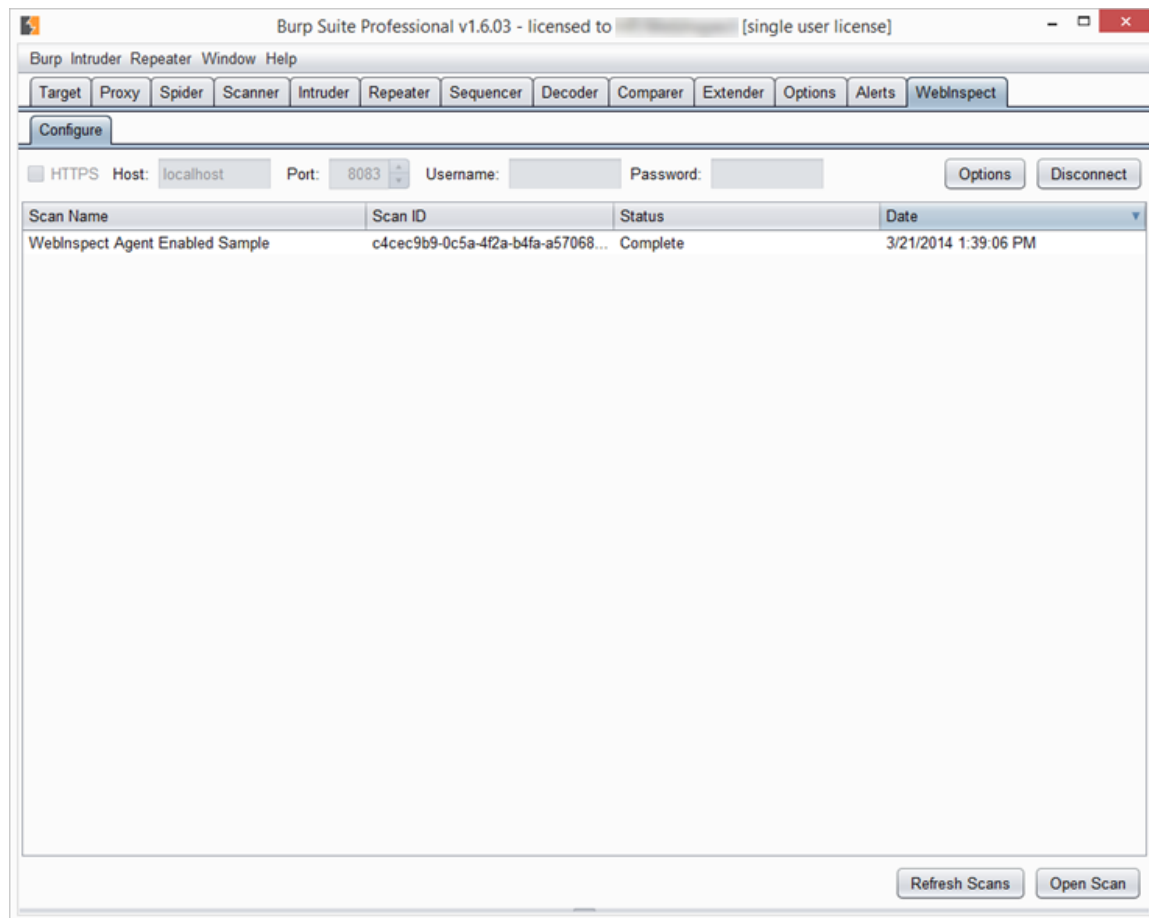 Burp Suite Professional v1.6.03 - licensed to [single user license]
Burp Intruder Repeater Window Help
Target Proxy Spider Scanner Intruder Repeater Sequencer Decoder Comparer Extender Options Alerts WebInspect
Configure
HTTPS Host: localhost Port: 8083 Username: Password: Options Disconnect
Scan Name Scan ID Status Date
WebInspect Agent Enabled Sample c4cec9b9-0c5a-4f2a-b4fa-a57068... Complete 3/21/2014 1:39:06 PM
Refresh Scans Open Scan